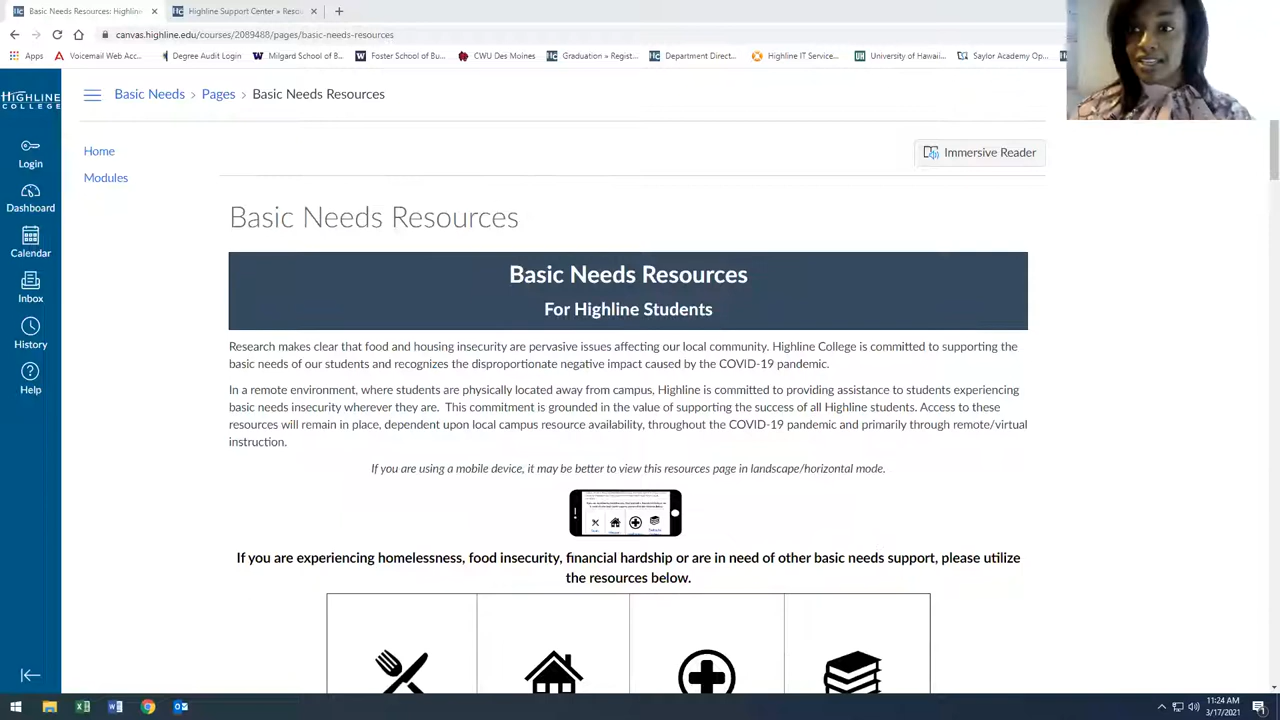 Basic Needs Resources: Highline
Highline Support Center » Reso
canvas.highline.edu/courses/2089488/pages/basic-needs-resources
Apps
Voicemail Web Acc...
Degree Audit Login
Milgard School of B...
Foster School of Bu...
CWU Des Moines
Graduation » Regist...
Department Direct...
Highline IT Service...
University of Hawaii...
Saylor Academy Op...
HIGHLINE
COLLEGE
Login
Dashboard
Calendar
Inbox
History
Help
Basic Needs > Pages > Basic Needs Resources
Home
Modules
Immersive Reader
Basic Needs Resources
Basic Needs Resources
For Highline Students
Research makes clear that food and housing insecurity are pervasive issues affecting our local community. Highline College is committed to supporting the
basic needs of our students and recognizes the disproportionate negative impact caused by the COVID-19 pandemic.
In a remote environment, where students are physically located away from campus, Highline is committed to providing assistance to students experiencing
basic needs insecurity wherever they are. This commitment is grounded in the value of supporting the success of all Highline students. Access to these
resources will remain in place, dependent upon local campus resource availability, throughout the COVID-19 pandemic and primarily through remote/virtual
instruction.
If you are using a mobile device, it may be better to view this resources page in landscape/horizontal mode.
If you are experiencing homelessness, food insecurity, financial hardship or are in need of other basic needs support, please utilize
the resources below.
11:24 AM
3/17/2021